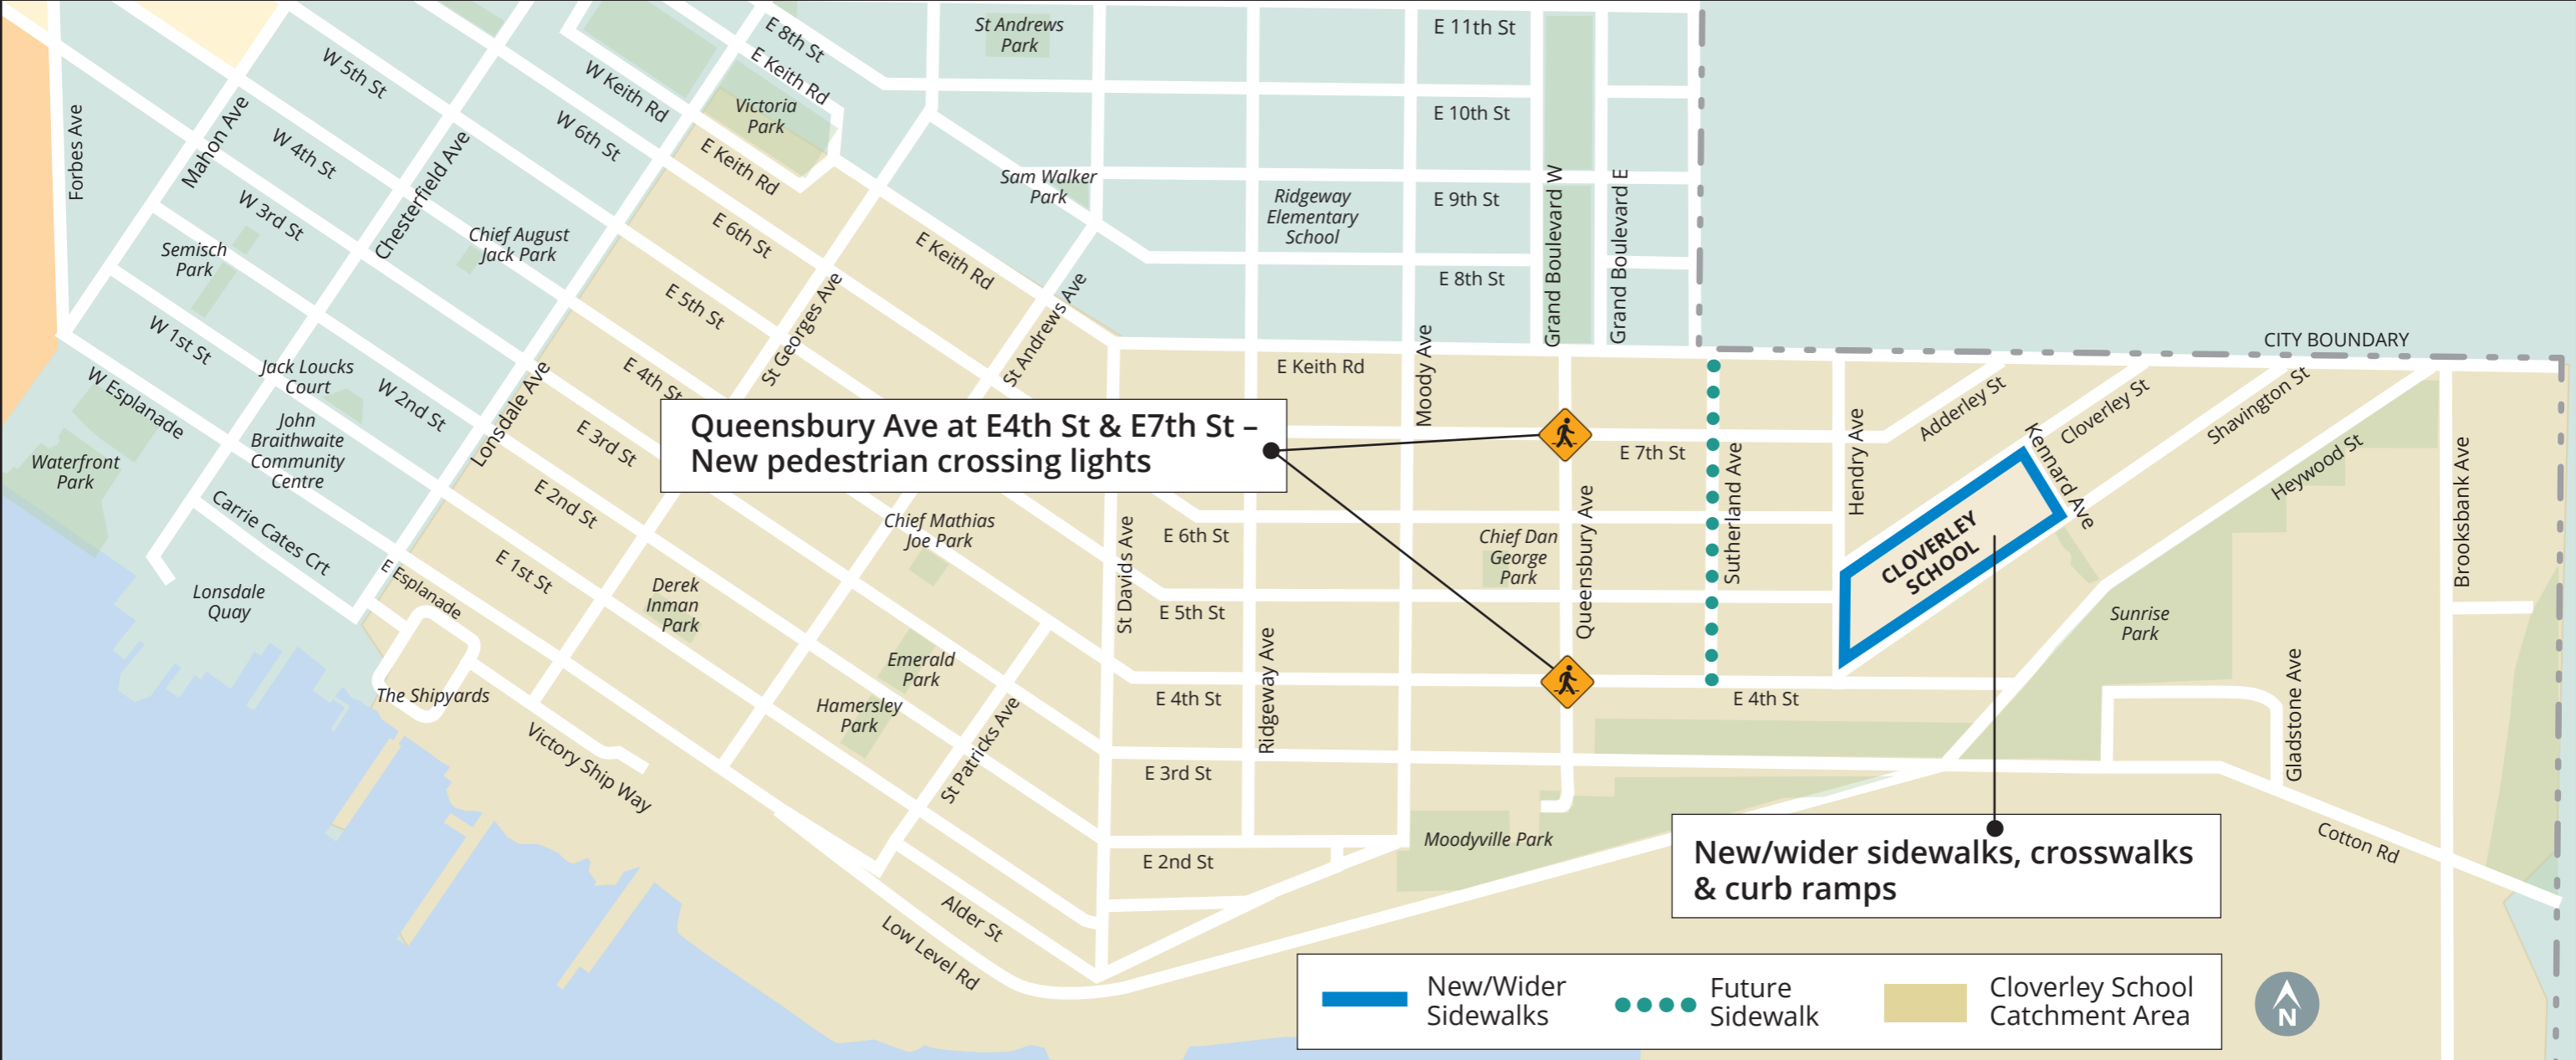 E 11th St
E 8th St
St Andrews
Park
E Keith Rd
W 5th St
W Keith Rd
Victoria
Park
E 10th St
Forbes Ave
Mahon Ave
W 4th St
W 6th St
Chesterfield Ave
E Keith Rd
Sam Walker
Park
Ridgeway
Elementary
School
E 9th St
Grand Boulevard W
Grand Boulevard E
W 3rd St
Semisch
Park
Chief August
Jack Park
E 6th St
E Keith Rd
E 8th St
W 1st St
E 5th St
St Georges Ave
St Andrews Ave
Moody Ave
CITY BOUNDARY
E Keith Rd
Jack Loucks
Court
W Esplanade
W 2nd St
Lonsdale Ave
E 4th St
John
Braithwaite
Community
Centre
E 3rd St
Queensbury Ave at E4th St & E7th St –
New pedestrian crossing lights
E 7th St
Hendry Ave
Adderley St
Cloverley St
Shavington St
Kennard Ave
Heywood St
Brooksbank Ave
Waterfront
Park
Carrie Cates Crt
E 2nd St
Chief Mathias
Joe Park
St Davids Ave
E 6th St
Chief Dan
George
Park
Queensbury Ave
Sutherland Ave
CLOVERLEY
SCHOOL
E Esplanade
E 1st St
Lonsdale
Quay
Derek
Inman
Park
E 5th St
Sunrise
Park
Emerald
Park
Ridgeway Ave
The Shipyards
Hamersley
Park
St Patricks Ave
E 4th St
E 4th St
Gladstone Ave
Victory Ship Way
E 3rd St
Moodyville Park
E 2nd St
Cotton Rd
New/wider sidewalks, crosswalks
& curb ramps
Alder St
Low Level Rd
New/Wider
Sidewalks
Future
Sidewalk
Cloverley School
Catchment Area
N